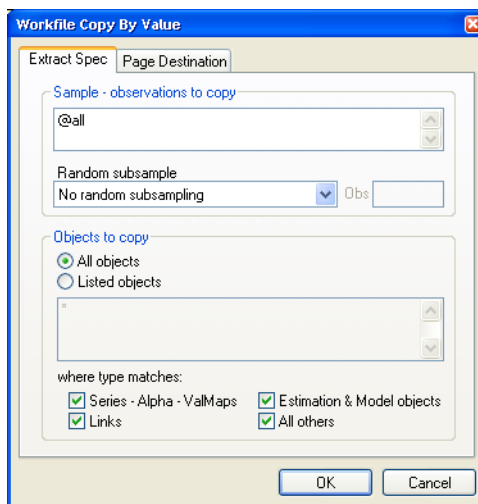 Workfile Copy By Value
Extract Spec
Page Destination
Sample - observations to copy
@all
Random subsample
No random subsampling
Obs
Objects to copy
All objects
Listed objects
*
where type matches:
Series - Alpha - ValMaps
Estimation & Model objects
Links
All others
OK
Cancel